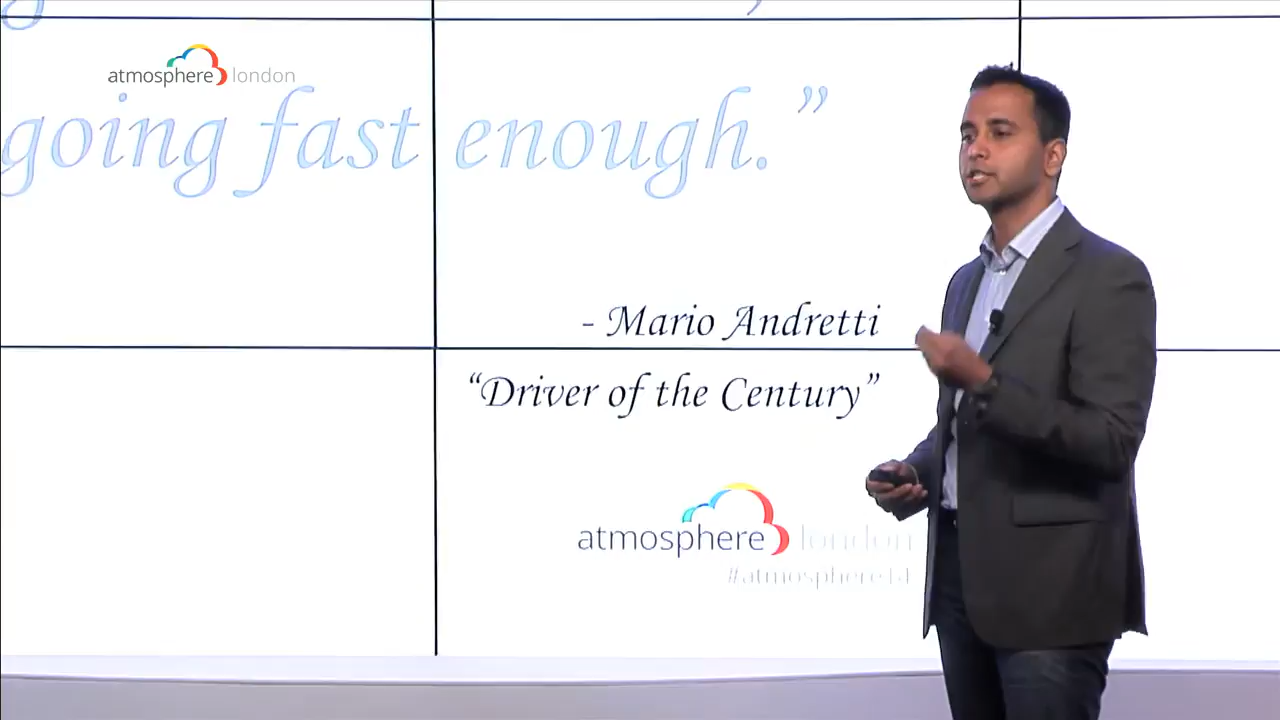 atmosphere london
going fast enough.”
- Mario Andretti
“Driver of the Century”
atmosphere london
#atmosphere14